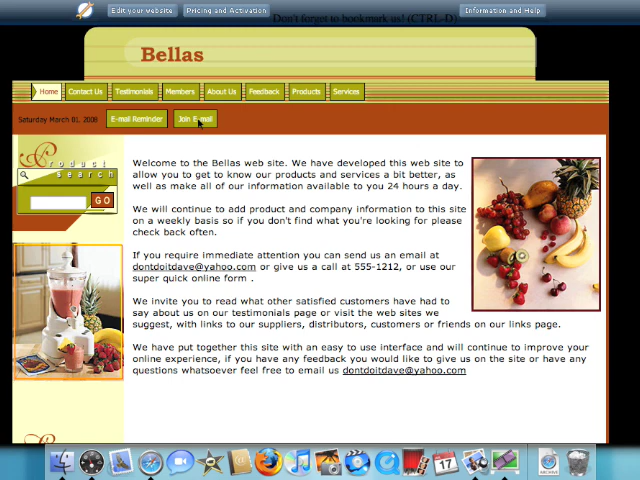 Edit your website
Pricing and Activation
Don't forget to bookmark us! (CTRL-D)
Information and Help
Bellas
Home
Contact Us
Testimonials
Members
About Us
Feedback
Products
Services
Saturday March 01, 2008
E-mail Reminder
Join E-mail
Product
search
GO
Welcome to the Bellas web site. We have developed this web site to
allow you to get to know our products and services a bit better, as
well as make all of our information available to you 24 hours a day.
We will continue to add product and company information to this site
on a weekly basis so if you don't find what you're looking for please
check back often.
If you require immediate attention you can send us an email at
dontdoitdave@yahoo.com or give us a call at 555-1212, or use our
super quick online form .
We invite you to read what other satisfied customers have had to
say about us on our testimonials page or visit the web sites we
suggest, with links to our suppliers, distributors, customers or friends on our links page.
We have put together this site with an easy to use interface and will continue to improve your
online experience, if you have any feedback you would like to give us on the site or have any
questions whatsoever feel free to email us dontdoitdave@yahoo.com
17
ARCHIVE